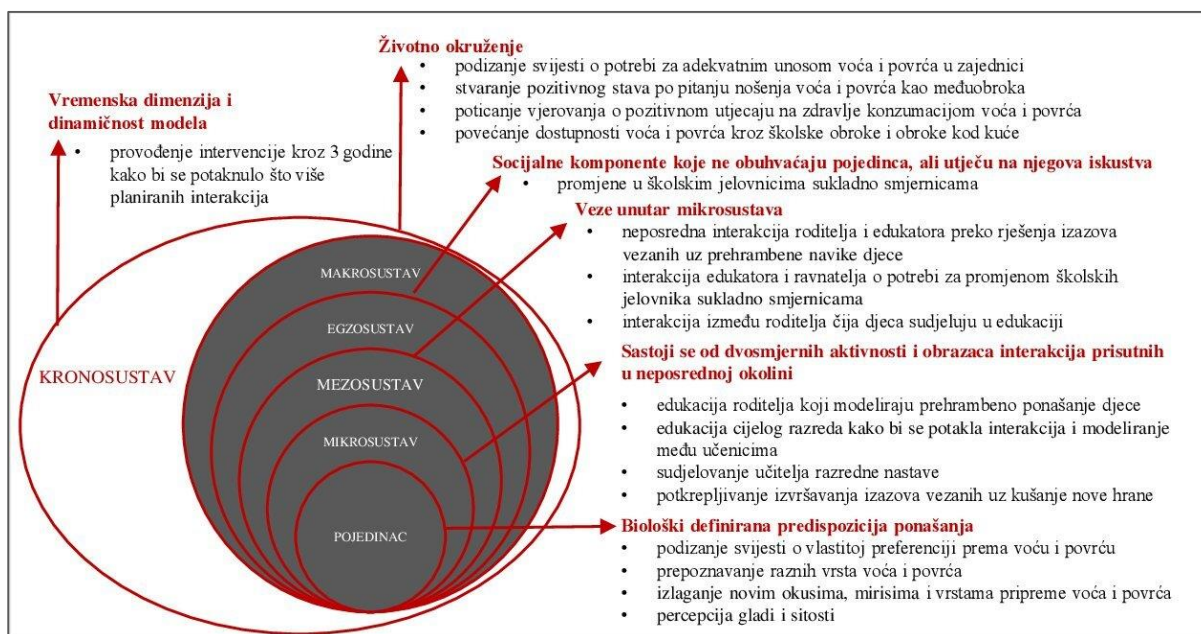 Životno okruženje
• podizanje svijesti o potrebi za adekvatnim unosom voća i povrća u zajednici
• stvaranje pozitivnog stava po pitanju nošenja voća i povrća kao međuobroka
• poticanje vjerovanja o pozitivnom utjecaju na zdravlje konzumacijom voća i povrća
• povećanje dostupnosti voća i povrća kroz školske obroke i obroke kod kuće
Vremenska dimenzija i
dinamičnost modela
• provođenje intervencije kroz 3 godine
kako bi se potaknulo što više
planiranih interakcija
Socijalne komponente koje ne obuhvaćaju pojedinca, ali utječu na njegova iskustva
• promjene u školskim jelovnicima sukladno smjernicama
Veze unutar mikrosustava
• neposredna interakcija roditelja i edukatora preko rješenja izazova
vezanih uz prehrambene navike djece
• interakcija edukatora i ravnatelja o potrebi za promjenom školskih
jelovnika sukladno smjernicama
• interakcija između roditelja čija djeca sudjeluju u edukaciji
Sastoji se od dvosmjernih aktivnosti i obrazaca interakcija prisutnih
u neposrednoj okolini
• edukacija roditelja koji modeliraju prehrambeno ponašanje djece
• edukacija cijelog razreda kako bi se potakla interakcija i modeliranje
među učenicima
• sudjelovanje učitelja razredne nastave
• potkrepljivanje izvršavanja izazova vezanih uz kušanje nove hrane
Biološki definirana predispozicija ponašanja
• podizanje svijesti o vlastitoj preferenciji prema voću i povrću
• prepoznavanje raznih vrsta voća i povrća
• izlaganje novim okusima, mirisima i vrstama pripreme voća i povrća
• percepcija gladi i sitosti
KRONOSUSTAV
MAKROSUSTAV
EGZOSUSTAV
MEZOSUSTAV
MIKROSUSTAV
POJEDINAC